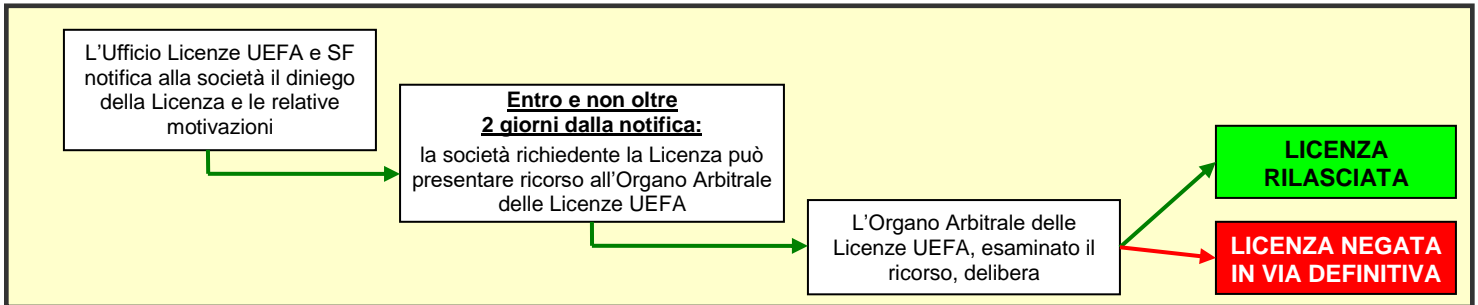 L'Ufficio Licenze UEFA e SF
notifica alla società il diniego
della Licenza e le relative
motivazioni
Entro e non oltre
2 giorni dalla notifica:
la società richiedente la Licenza può
presentare ricorso all'Organo Arbitrale
delle Licenze UEFA
L'Organo Arbitrale delle
Licenze UEFA, esaminato il
ricorso, delibera
LICENZA
RILASCIATA
LICENZA NEGATA
IN VIA DEFINITIVA